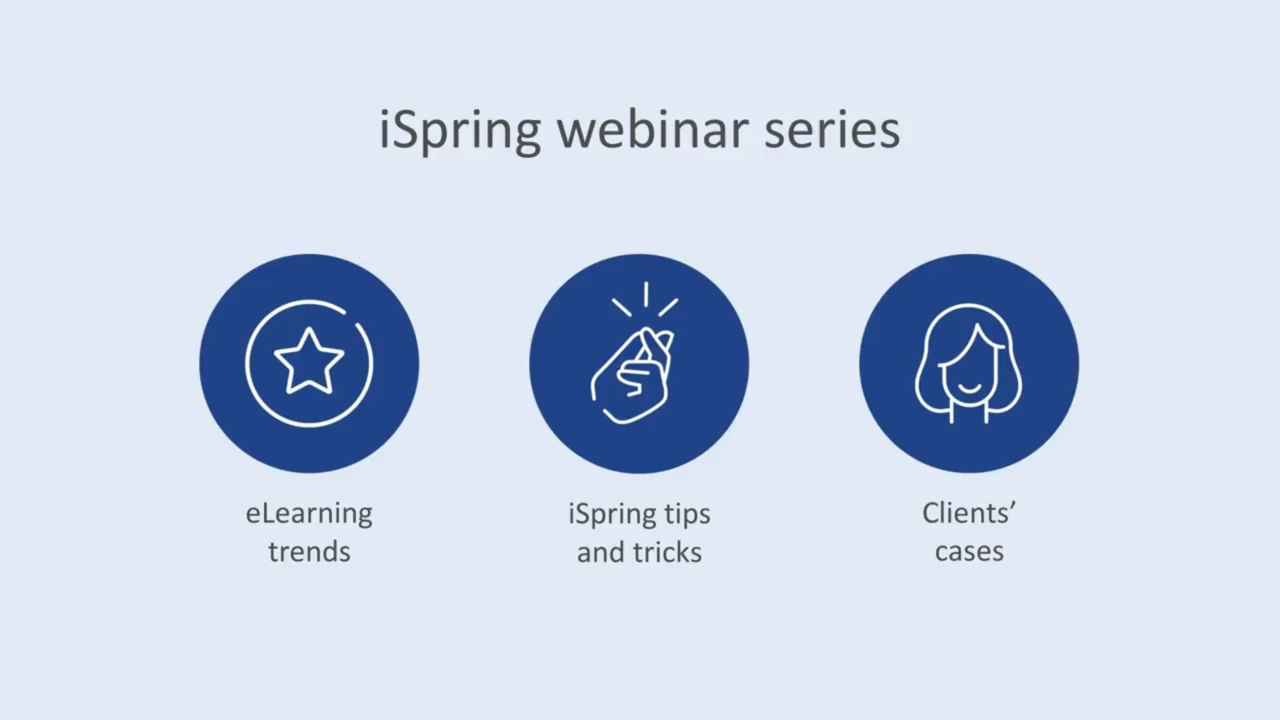 iSpring webinar series
eLearning
trends
iSpring tips
and tricks
Clients’
cases